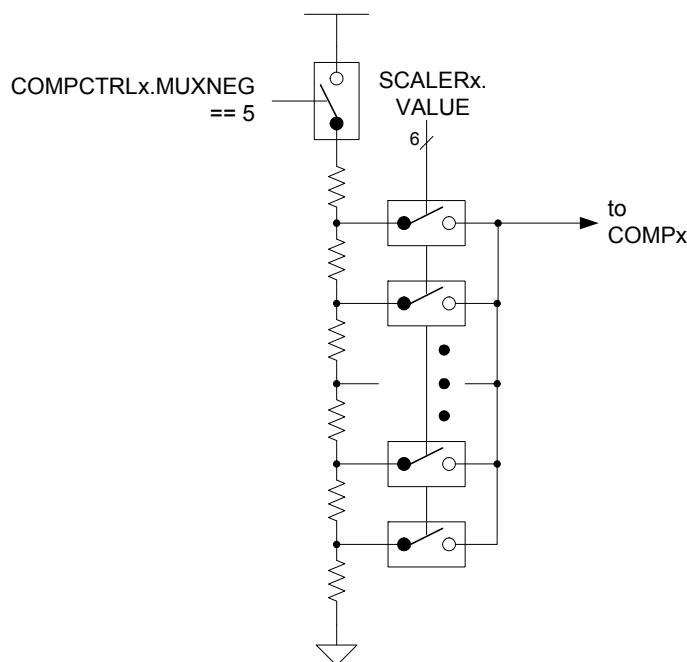 COMPCTRLx.MUXNEG
== 5
SCALERx.
VALUE
6
to
COMPx